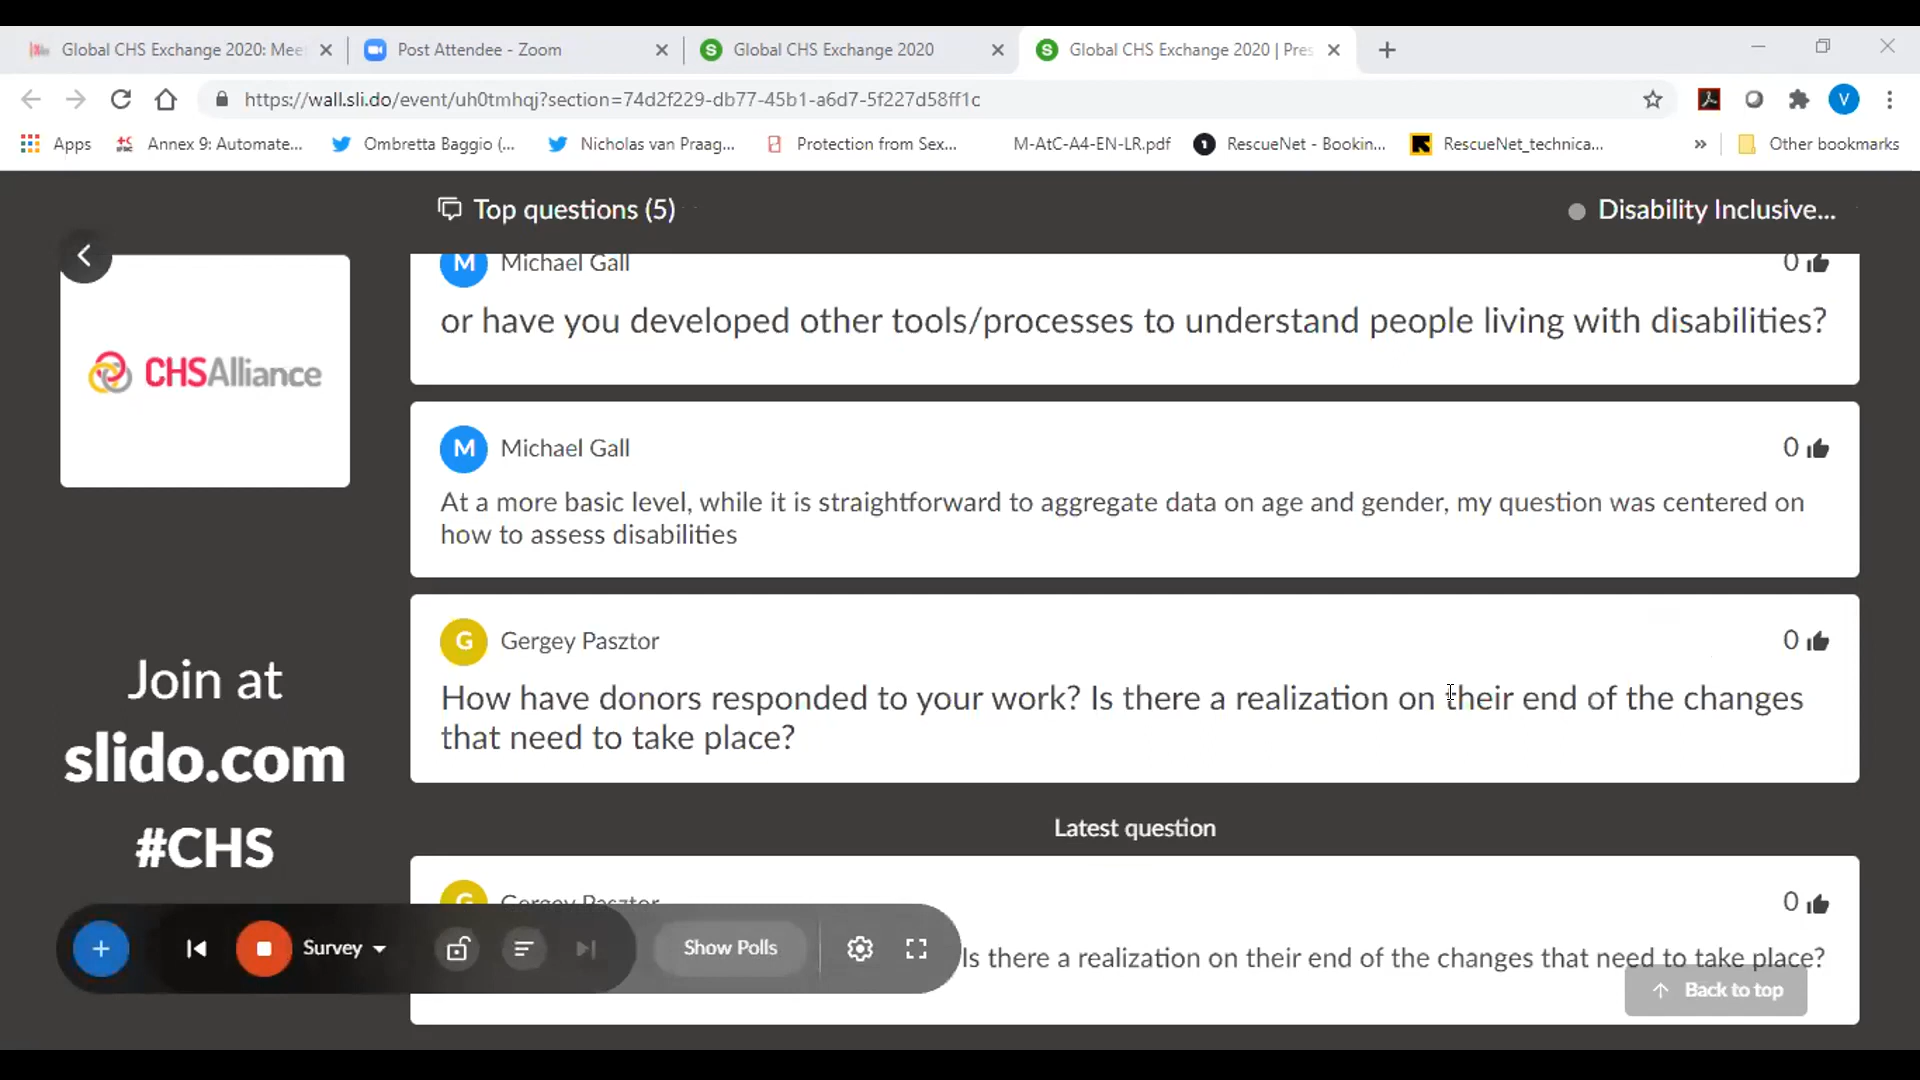 Global CHS Exchange 2020: Mee
Post Attendee - Zoom
Global CHS Exchange 2020
Global CHS Exchange 2020 | Pres
https://wall.sli.do/event/uh0tmhqj?section=74d2f229-db77-45b1-a6d7-5f227d58ff1c
V
Apps
Annex 9: Automate...
Ombretta Baggio (...
Nicholas van Praag...
Protection from Sex...
M-AtC-A4-EN-LR.pdf
RescueNet - Bookin...
RescueNet_technica...
Other bookmarks
Top questions (5)
Disability Inclusive...
CHSAlliance
Join at
slido.com
#CHS
M Michael Gall 0
or have you developed other tools/processes to understand people living with disabilities?
M Michael Gall 0
At a more basic level, while it is straightforward to aggregate data on age and gender, my question was centered on
how to assess disabilities
G Gergey Pasztor 0
How have donors responded to your work? Is there a realization on their end of the changes
that need to take place?
Latest question
G Gergey Pasztor 0
Is there a realization on their end of the changes that need to take place?
Survey
Show Polls
Back to top